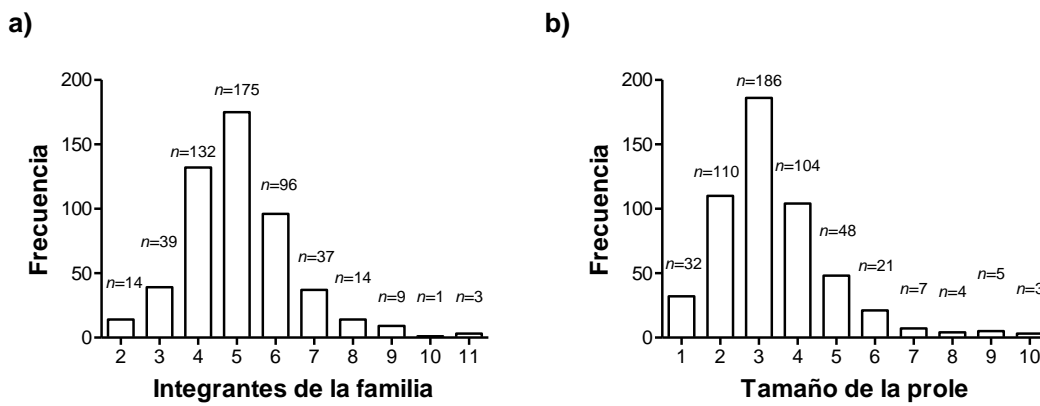 a)
Frecuencia
200
150
100
50
0
n=14
n=39
n=132
n=175
n=96
n=37
n=14
n=9
n=1
n=3
2 3 4 5 6 7 8 9 10 11
Integrantes de la familia
b)
Frecuencia
200
150
100
50
0
n=32
n=110
n=186
n=104
n=48
n=21
n=7
n=4
n=5
n=3
1 2 3 4 5 6 7 8 9 10
Tamaño de la prole